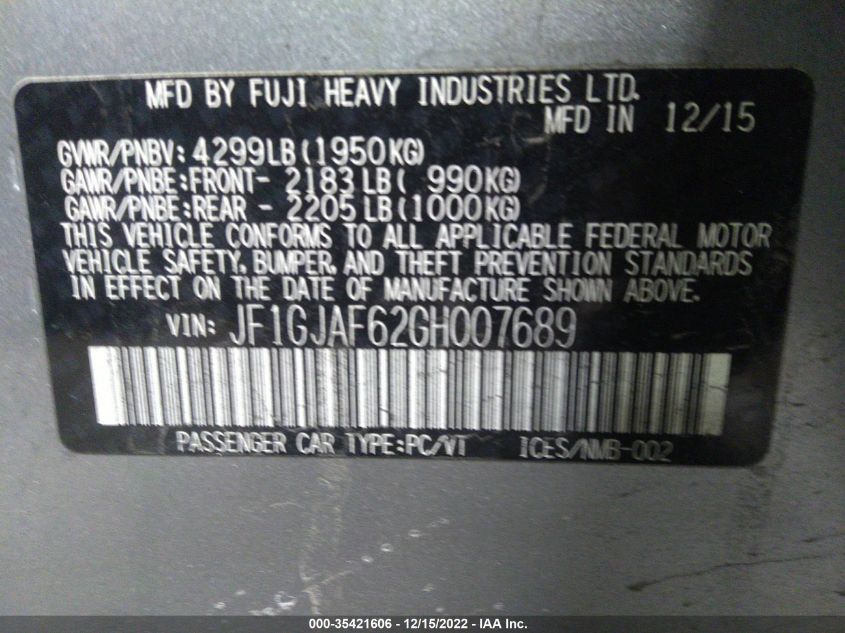 MFD BY FUJI HEAVY INDUSTRIES LTD.
MFD IN 12/15
GVWR/PNBV: 4299LB(1950KG)
GAWR/PNBE:FRONT- 2183 LB( 990KG)
GAWR/PNBE:REAR - 2205 LB(1000KG)
THIS VEHICLE CONFORMS TO ALL APPLICABLE FEDERAL MOTOR
VEHICLE SAFETY, BUMPER, AND THEFT PREVENTION STANDARDS
IN EFFECT ON THE DATE OF MANUFACTURE SHOWN ABOVE.
VIN: JF1GJAF62GH007689
PASSENGER CAR TYPE:PC/VT ICES/NMB-002
000-35421606 - 12/15/2022 - IAA Inc.